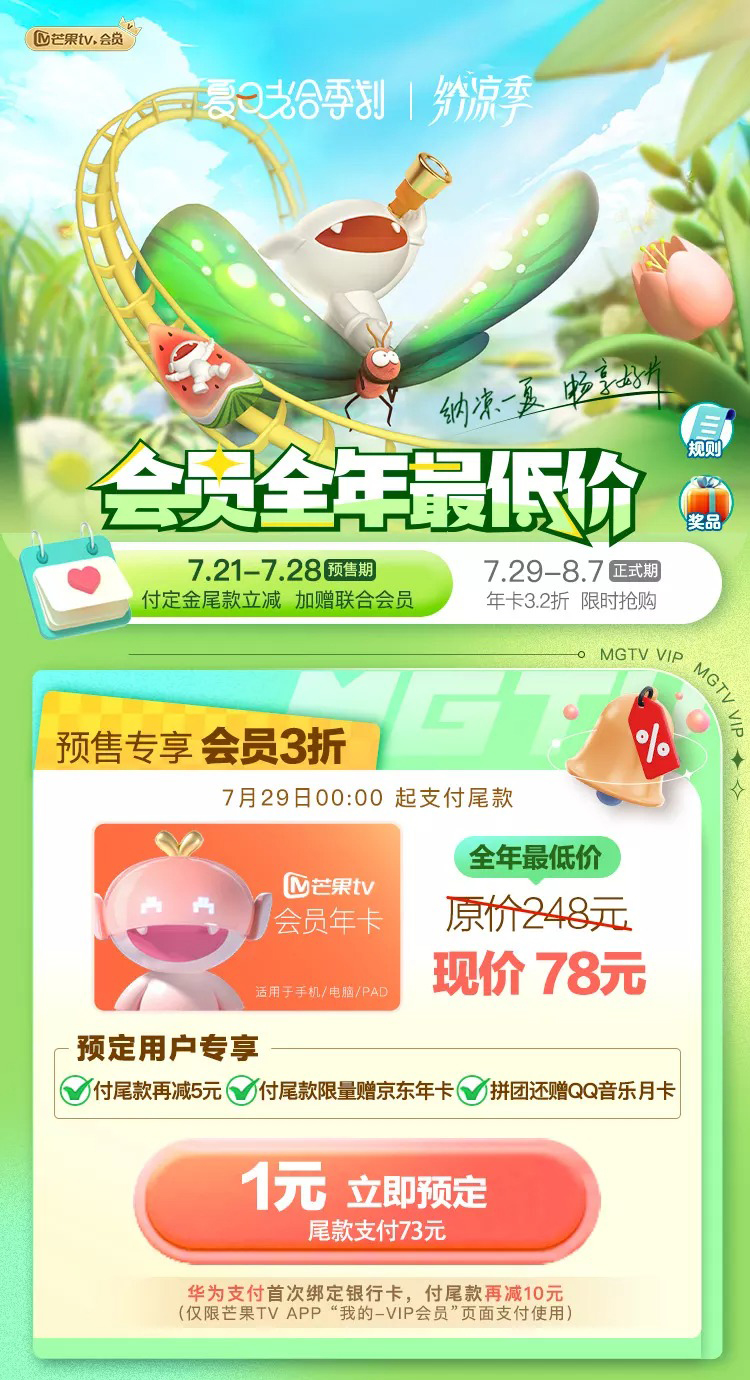 芒果tv·会员
V
夏日光合季划 | 纳凉季
纳凉一夏 畅享好片
规则
奖品
会员全年最低价
7.21-7.28 预售期
付定金尾款立减 加赠联合会员
7.29-8.7 正式期
年卡3.2折 限时抢购
MGTV VIP MGTV VIP
MGTV
预售专享 会员3折
%
7月29日00:00 起支付尾款
芒果tv
会员年卡
适用于手机/电脑/PAD
全年最低价
原价248元
现价 78元
预定用户专享
付尾款再减5元 付尾款限量赠京东年卡 拼团还赠QQ音乐月卡
1元 立即预定
尾款支付73元
华为支付首次绑定银行卡，付尾款再减10元
（仅限芒果TV APP “我的-VIP会员”页面支付使用）